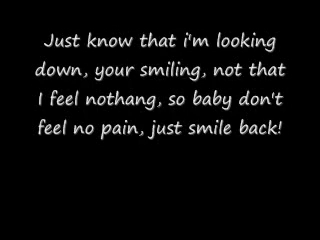 Just know that i'm looking
down, your smiling, not that
I feel nothang, so baby don't
feel no pain, just smile back!